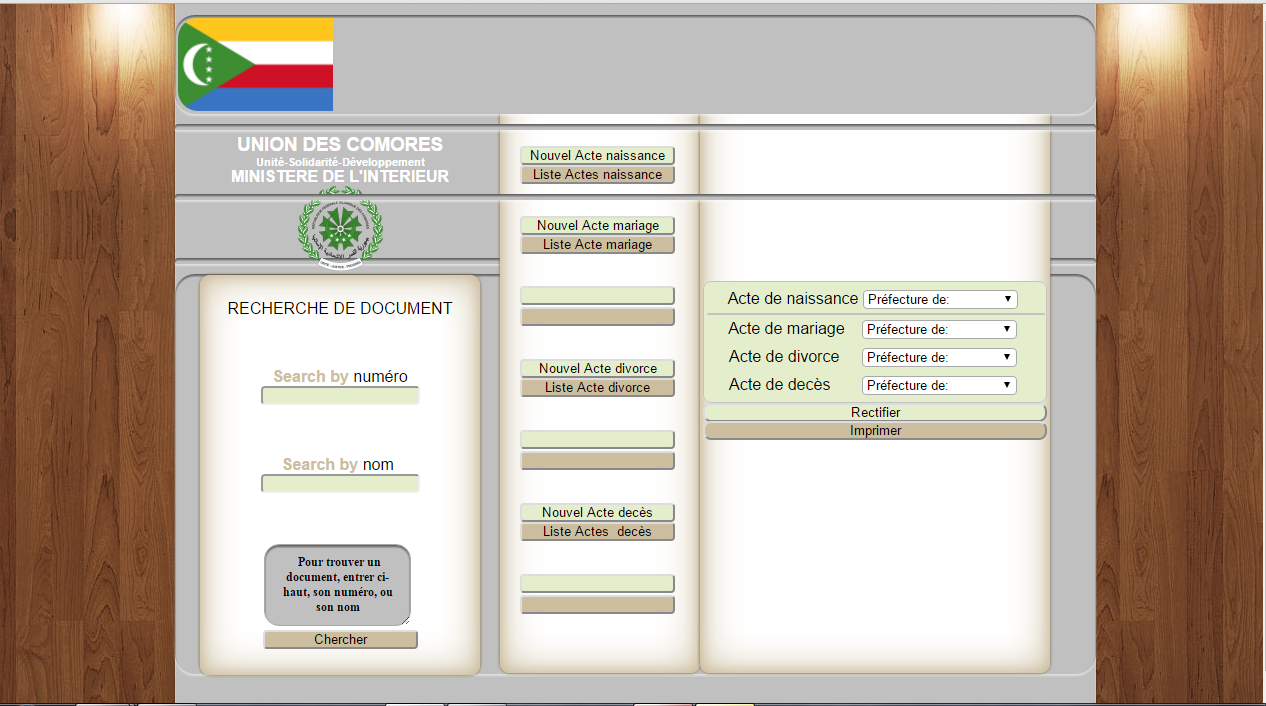 UNION DES COMORES
Unité-Solidarité-Développement
MINISTERE DE L'INTERIEUR
RECHERCHE DE DOCUMENT
Search by numéro
Search by nom
Pour trouver un
document, entrer ci-
haut, son numéro, ou
son nom
Chercher
Nouvel Acte naissance
Liste Actes naissance
Nouvel Acte mariage
Liste Acte mariage
Nouvel Acte divorce
Liste Acte divorce
Nouvel Acte decès
Liste Actes decès
Acte de naissance Préfecture de:
Acte de mariage Préfecture de:
Acte de divorce Préfecture de:
Acte de decès Préfecture de:
Rectifier
Imprimer